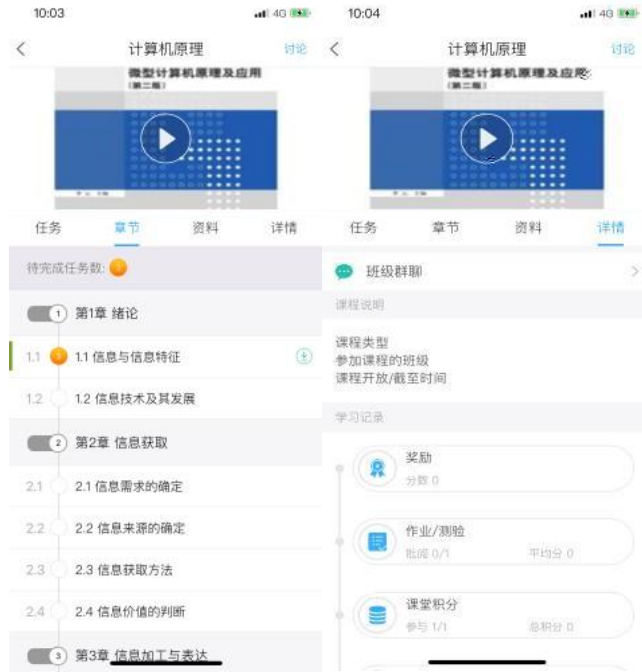 10:03
4G
计算机原理
讨论
微型计算机原理及应用
(第二版)
任务
章节
资料
详情
待完成任务数:
1
第1章 绪论
1.1
1.1 信息与信息特征
1.2
1.2 信息技术及其发展
2
第2章 信息获取
2.1
2.1 信息需求的确定
2.2
2.2 信息来源的确定
2.3
2.3 信息获取方法
2.4
2.4 信息价值的判断
3
第3章 信息加工与表达
10:04
4G
计算机原理
讨论
微型计算机原理及应用
(第二版)
任务
章节
资料
详情
班级群聊
课程说明
课程类型
参加课程的班级
课程开放/截至时间
学习记录
奖励
分数 0
作业/测验
批阅 0/1
平均分 0
课堂积分
参与 1/1
总积分 0